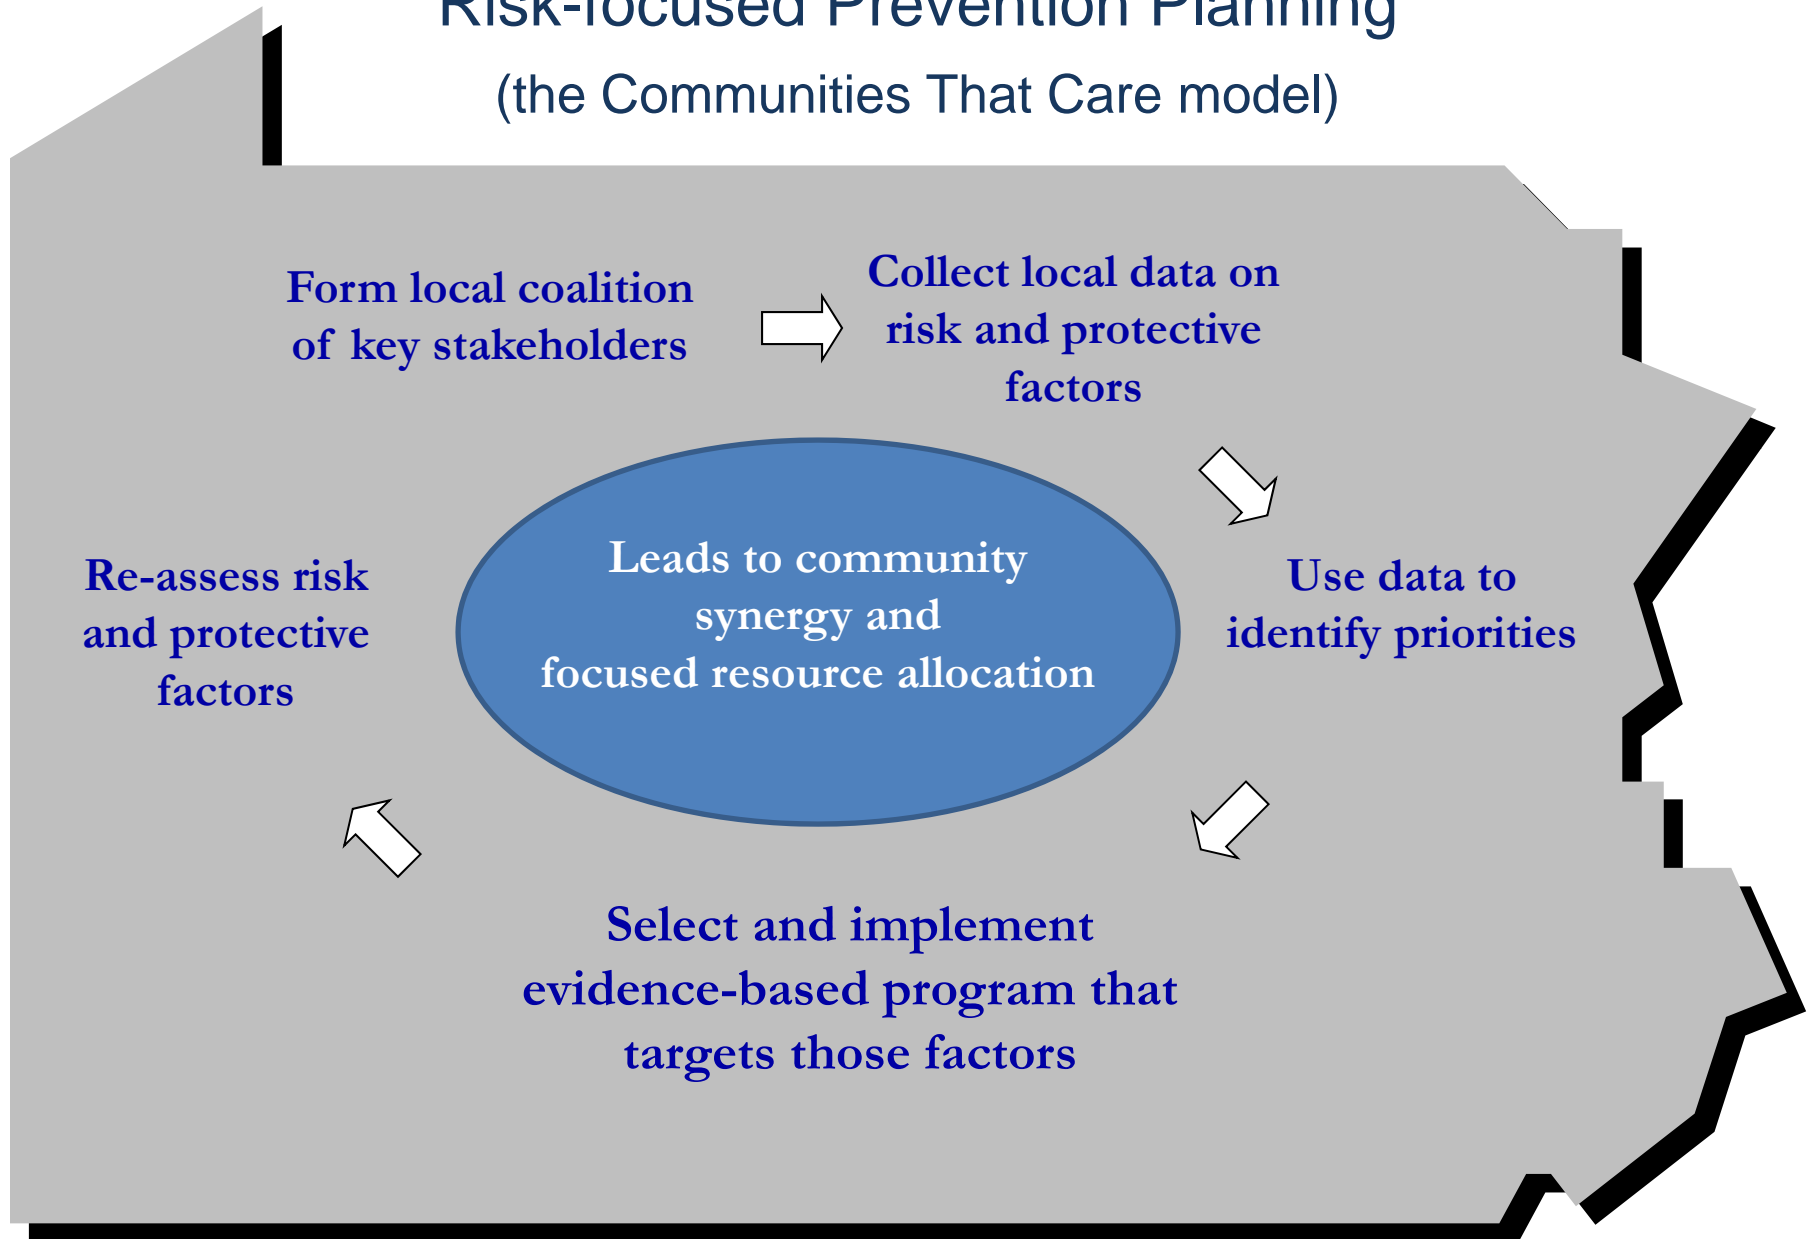 Risk-focused Prevention Planning
(the Communities That Care model)
Form local coalition
of key stakeholders
Collect local data on
risk and protective
factors
Use data to
identify priorities
Select and implement
evidence-based program that
targets those factors
Re-assess risk
and protective
factors
Leads to community
synergy and
focused resource allocation